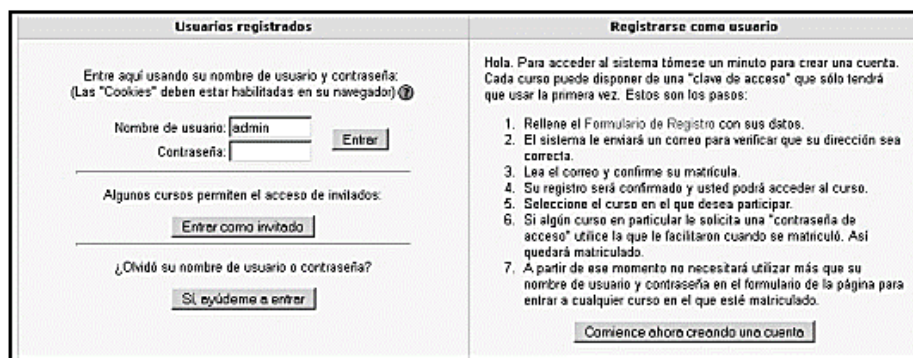 Usuarios registrados
Entre aquí usando su nombre de usuario y contraseña:
(Las "Cookies" deben estar habilitadas en su navegador) ?
Nombre de usuario: admin
Contraseña:
Entrar
Algunos cursos permiten el acceso de invitados:
Entrar como invitado
¿Olvidó su nombre de usuario o contraseña?
Sí, ayúdeme a entrar
Registrarse como usuario
Hola. Para acceder al sistema tómese un minuto para crear una cuenta.
Cada curso puede disponer de una "clave de acceso" que sólo tendrá
que usar la primera vez. Estos son los pasos:
1. Rellene el Formulario de Registro con sus datos.
2. El sistema le enviará un correo para verificar que su dirección sea
correcta.
3. Lea el correo y confirme su matrícula.
4. Su registro será confirmado y usted podrá acceder al curso.
5. Seleccione el curso en el que desea participar.
6. Si algún curso en particular le solicita una "contraseña de
acceso" utilice la que le facilitaron cuando se matriculó. Así
quedará matriculado.
7. A partir de ese momento no necesitará utilizar más que su
nombre de usuario y contraseña en el formulario de la página para
entrar a cualquier curso en el que esté matriculado.
Comience ahora creando una cuenta